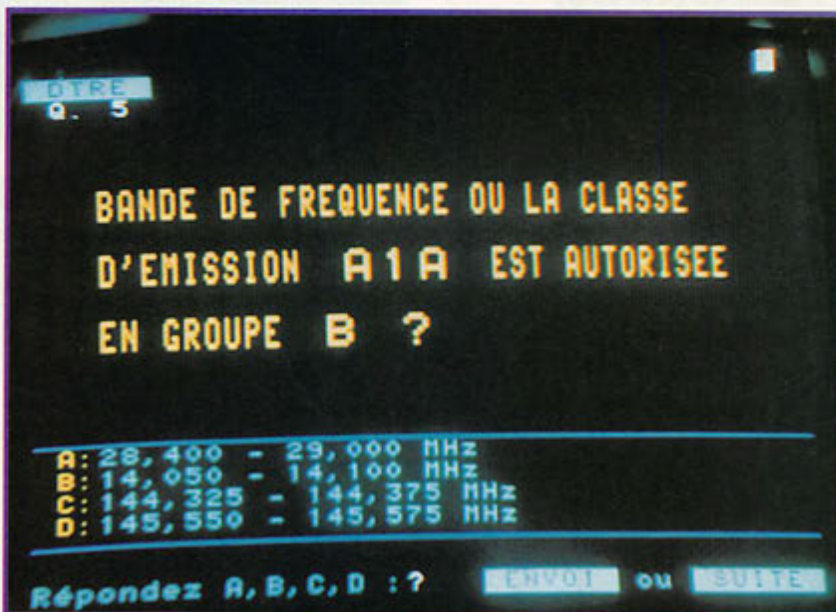 DTRE
Q. 5
BANDE DE FREQUENCE OU LA CLASSE
D'EMISSION A1A EST AUTORISEE
EN GROUPE B ?
A: 28,400 - 29,000 MHz
B: 14,050 - 14,100 MHz
C: 144,325 - 144,375 MHz
D: 145,550 - 145,575 MHz
Répondez A,B,C,D :? ENVOI ou SUITE